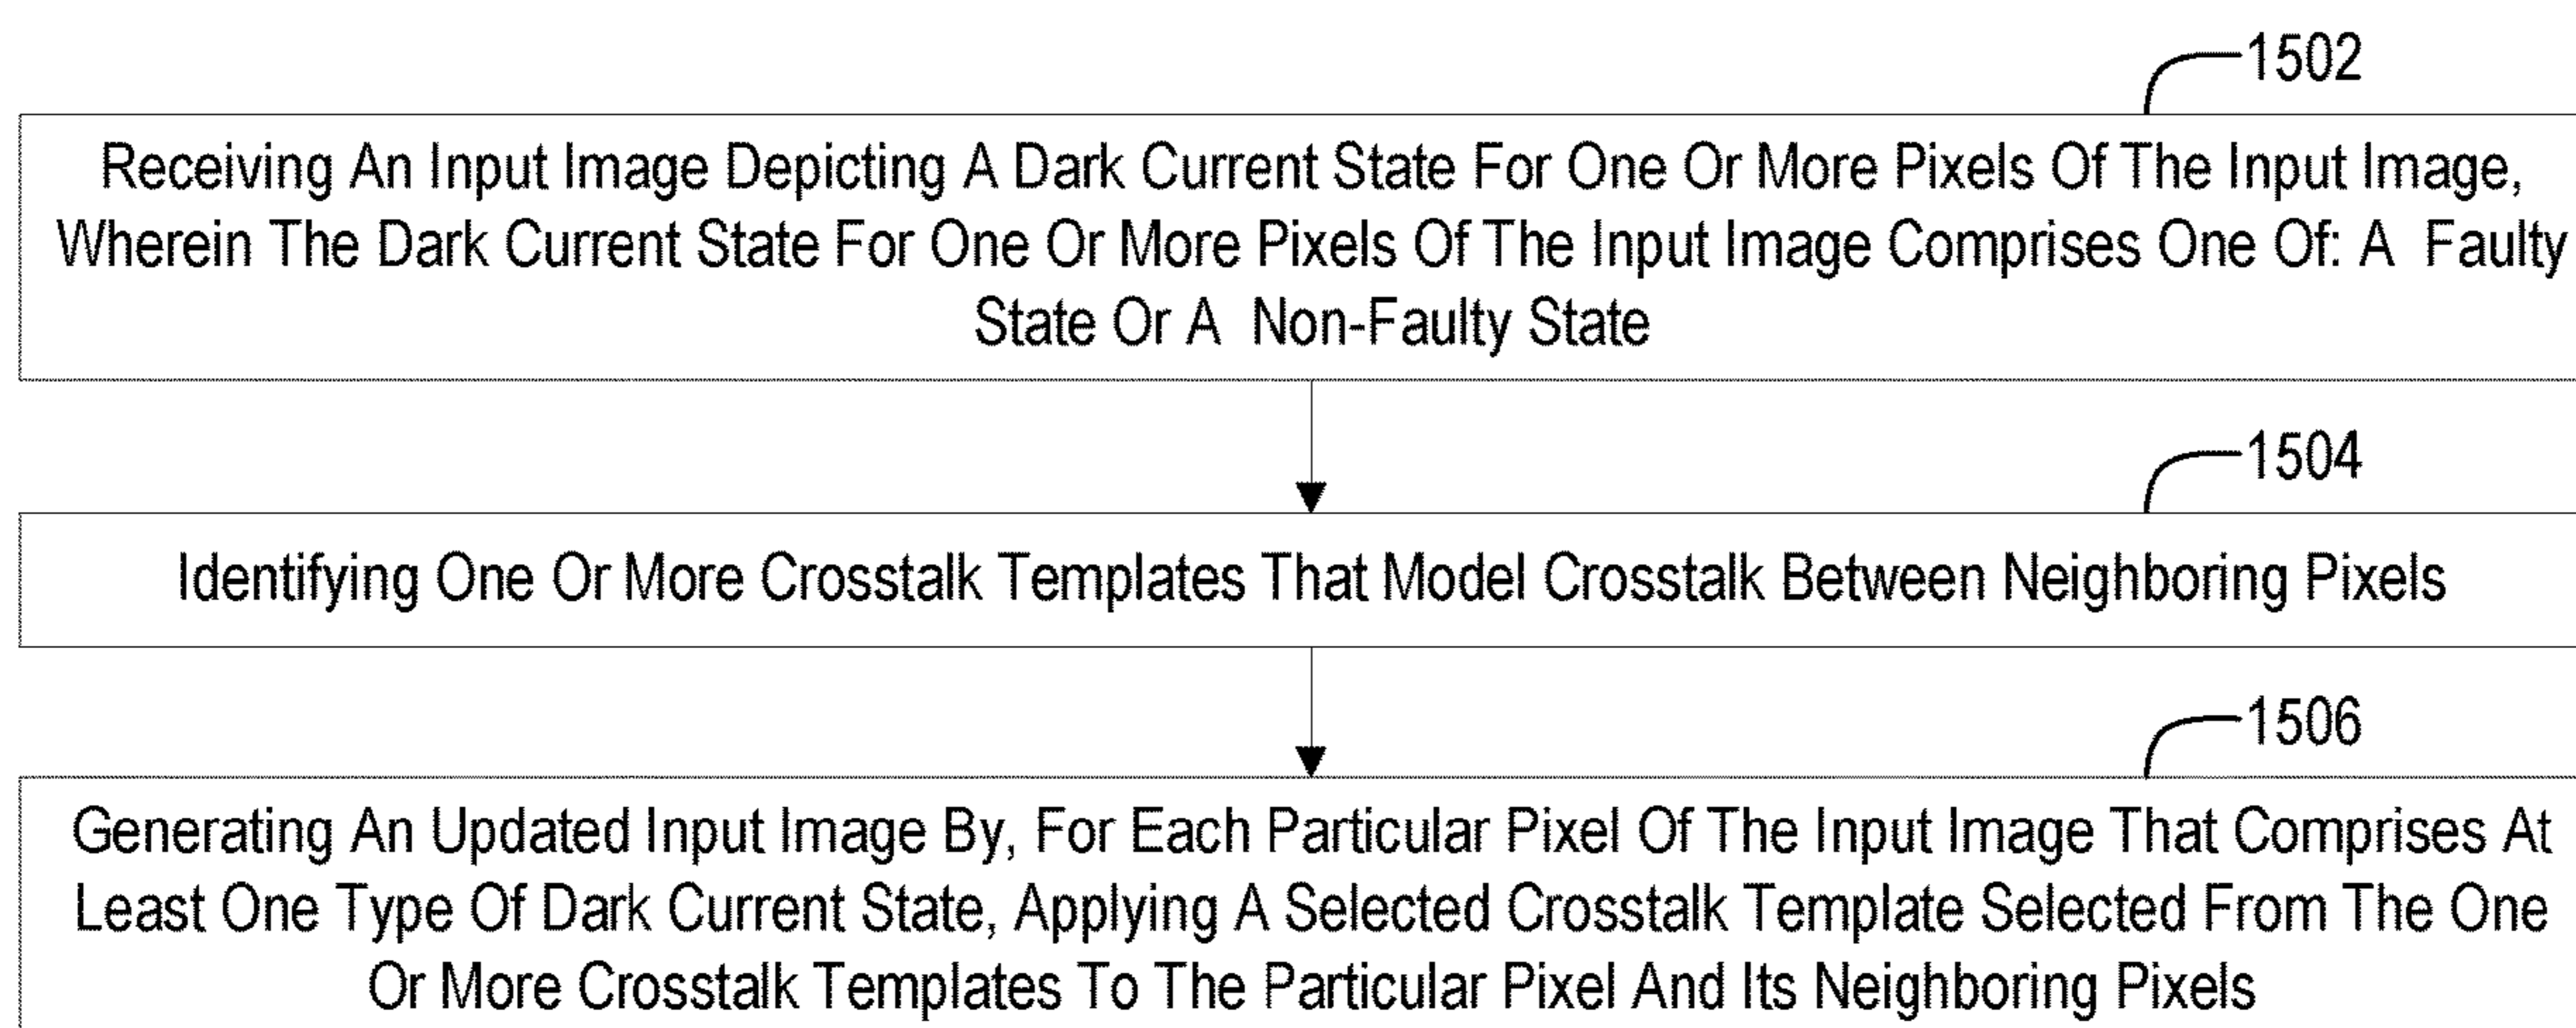 1502
Receiving An Input Image Depicting A Dark Current State For One Or More Pixels Of The Input Image,
Wherein The Dark Current State For One Or More Pixels Of The Input Image Comprises One Of: A Faulty
State Or A Non-Faulty State
1504
Identifying One Or More Crosstalk Templates That Model Crosstalk Between Neighboring Pixels
1506
Generating An Updated Input Image By, For Each Particular Pixel Of The Input Image That Comprises At
Least One Type Of Dark Current State, Applying A Selected Crosstalk Template Selected From The One
Or More Crosstalk Templates To The Particular Pixel And Its Neighboring Pixels